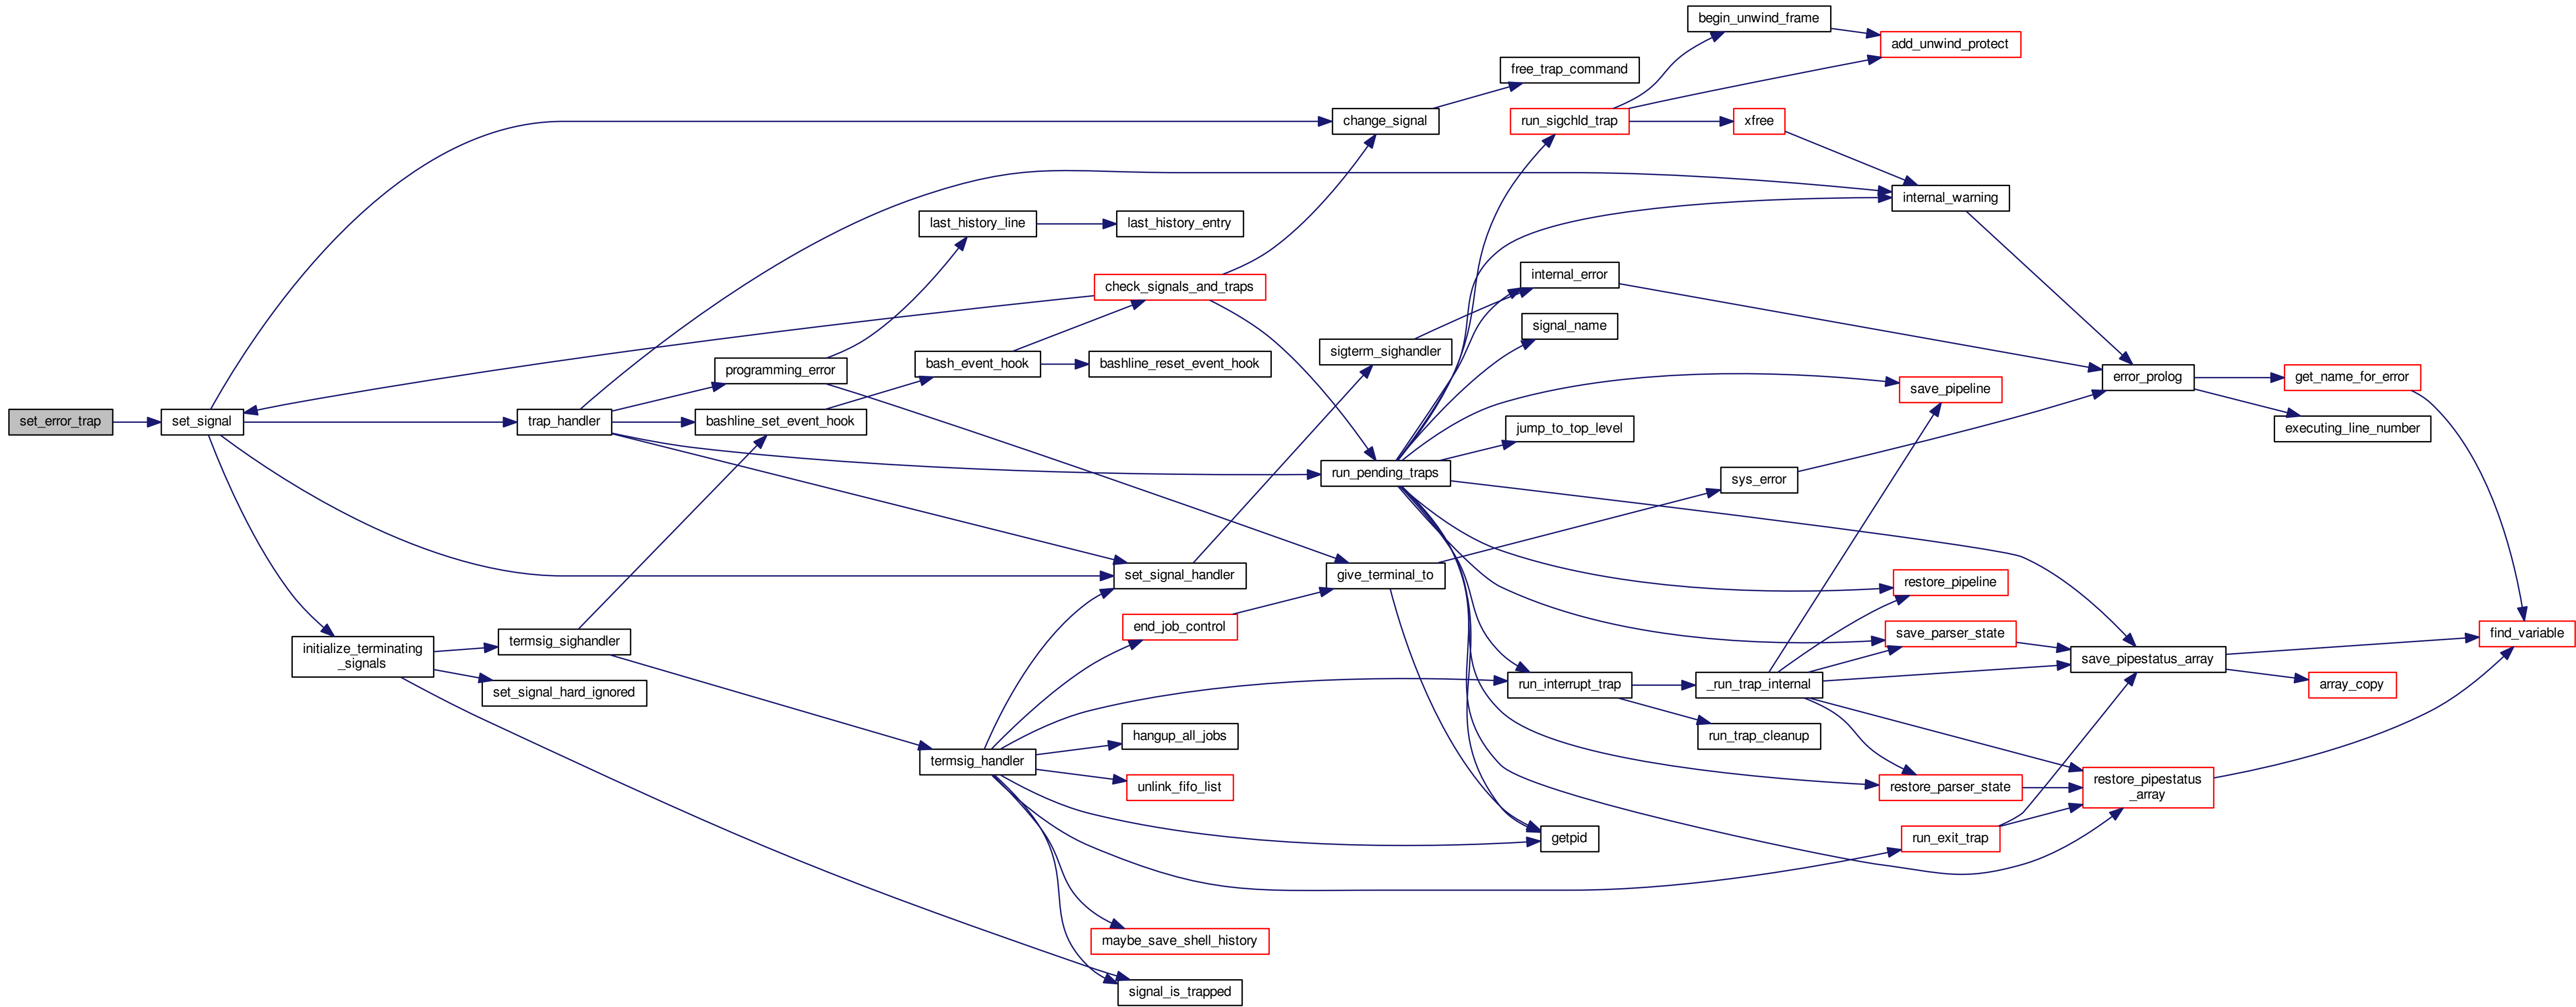 begin_unwind_frame
add_unwind_protect
free_trap_command
change_signal
run_sigchld_trap
xfree
internal_warning
last_history_line
last_history_entry
internal_error
check_signals_and_traps
signal_name
sigterm_sighandler
bash_event_hook
bashline_reset_event_hook
programming_error
error_prolog
get_name_for_error
save_pipeline
set_error_trap
set_signal
trap_handler
bashline_set_event_hook
jump_to_top_level
executing_line_number
run_pending_traps
sys_error
set_signal_handler
give_terminal_to
restore_pipeline
end_job_control
save_parser_state
find_variable
initialize_terminating
_signals
termsig_sighandler
save_pipestatus_array
set_signal_hard_ignored
run_interrupt_trap
_run_trap_internal
array_copy
hangup_all_jobs
run_trap_cleanup
termsig_handler
unlink_fifo_list
restore_parser_state
restore_pipestatus
_array
getpid
run_exit_trap
maybe_save_shell_history
signal_is_trapped